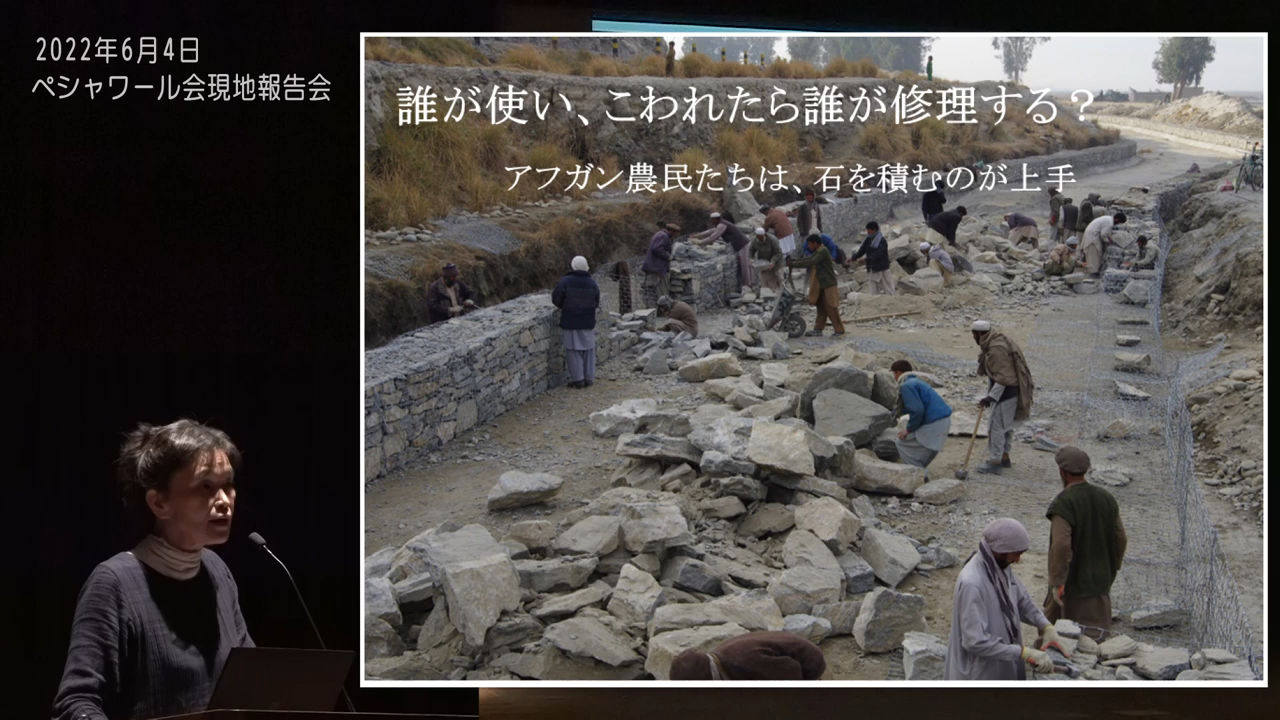 2022年6月4日
ペシャワール会現地報告会
誰が使い、こわれたら誰が修理する？
アフガン農民たちは、石を積むのが上手